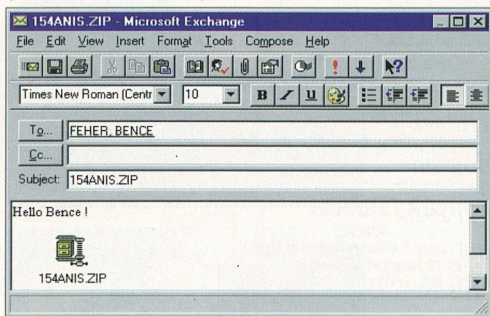 154ANIS.ZIP - Microsoft Exchange
File Edit View Insert Format Tools Compose Help
Times New Roman (Centr 10 B I U
To... FEHER, BENCE
Cc...
Subject: 154ANIS.ZIP
Hello Bence !
154ANIS.ZIP